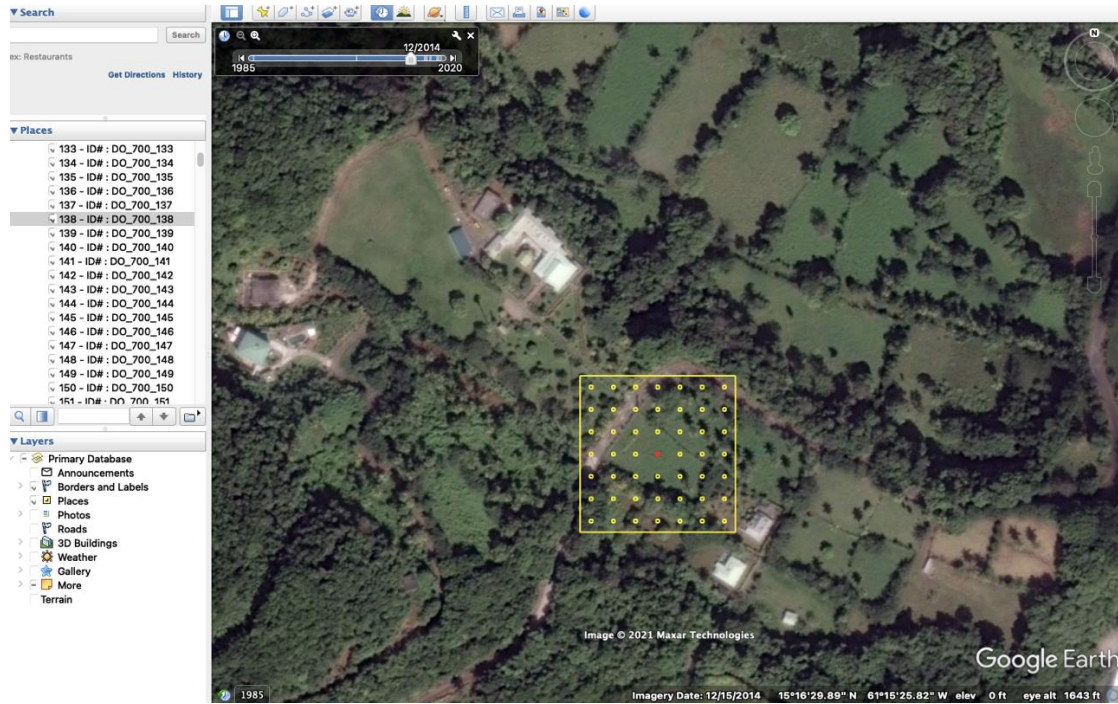 ▼ Search
Search
ex: Restaurants
Get Directions History
▼ Places
133 - ID# : DO_700_133
134 - ID# : DO_700_134
135 - ID# : DO_700_135
136 - ID# : DO_700_136
137 - ID# : DO_700_137
138 - ID# : DO_700_138
139 - ID# : DO_700_139
140 - ID# : DO_700_140
141 - ID# : DO_700_141
142 - ID# : DO_700_142
143 - ID# : DO_700_143
144 - ID# : DO_700_144
145 - ID# : DO_700_145
146 - ID# : DO_700_146
147 - ID# : DO_700_147
148 - ID# : DO_700_148
149 - ID# : DO_700_149
150 - ID# : DO_700_150
151 - ID# : DO_700_151
▼ Layers
Primary Database
Announcements
Borders and Labels
Places
Photos
Roads
3D Buildings
Weather
Gallery
More
Terrain
12/2014
1985 2020
N
Image © 2021 Maxar Technologies
Google Earth
1985
Imagery Date: 12/15/2014 15°16'29.89" N 61°15'25.82" W elev 0 ft eye alt 1643 ft